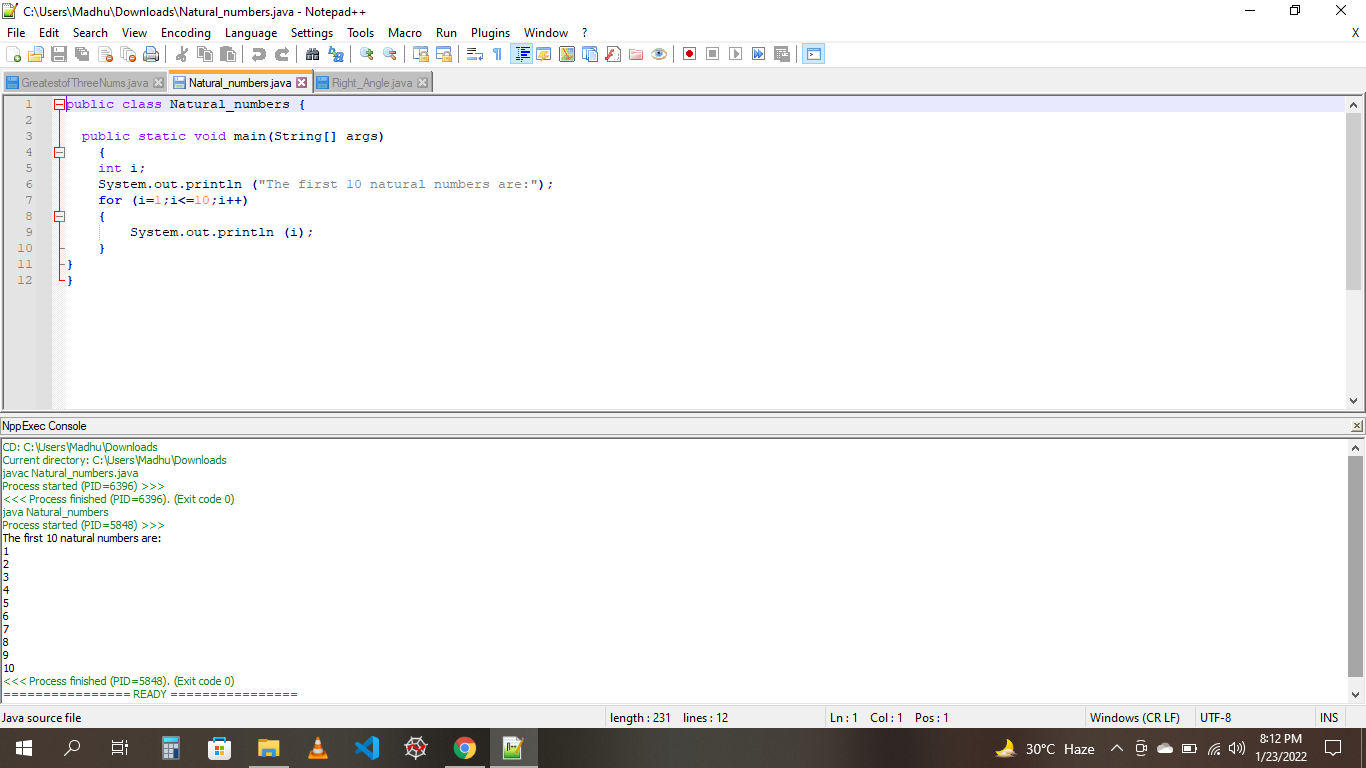 C:\Users\Madhu\Downloads\Natural_numbers.java - Notepad++
File Edit Search View Encoding Language Settings Tools Macro Run Plugins Window ? X
GreatestofThreeNums.java Natural_numbers.java Right_Angle.java
1 public class Natural_numbers {
2
3 public static void main(String[] args)
4 {
5 int i;
6 System.out.println ("The first 10 natural numbers are:");
7 for (i=1;i<=10;i++)
8 {
9 System.out.println (i);
10 }
11 }
12 }
NppExec Console
CD: C:\Users\Madhu\Downloads
Current directory: C:\Users\Madhu\Downloads
javac Natural_numbers.java
Process started (PID=6396) >>>
<<< Process finished (PID=6396). (Exit code 0)
java Natural_numbers
Process started (PID=5848) >>>
The first 10 natural numbers are:
1
2
3
4
5
6
7
8
9
10
<<< Process finished (PID=5848). (Exit code 0)
================ READY ================
Java source file length : 231 lines : 12 Ln : 1 Col : 1 Pos : 1 Windows (CR LF) UTF-8 INS
30°C Haze 8:12 PM
1/23/2022